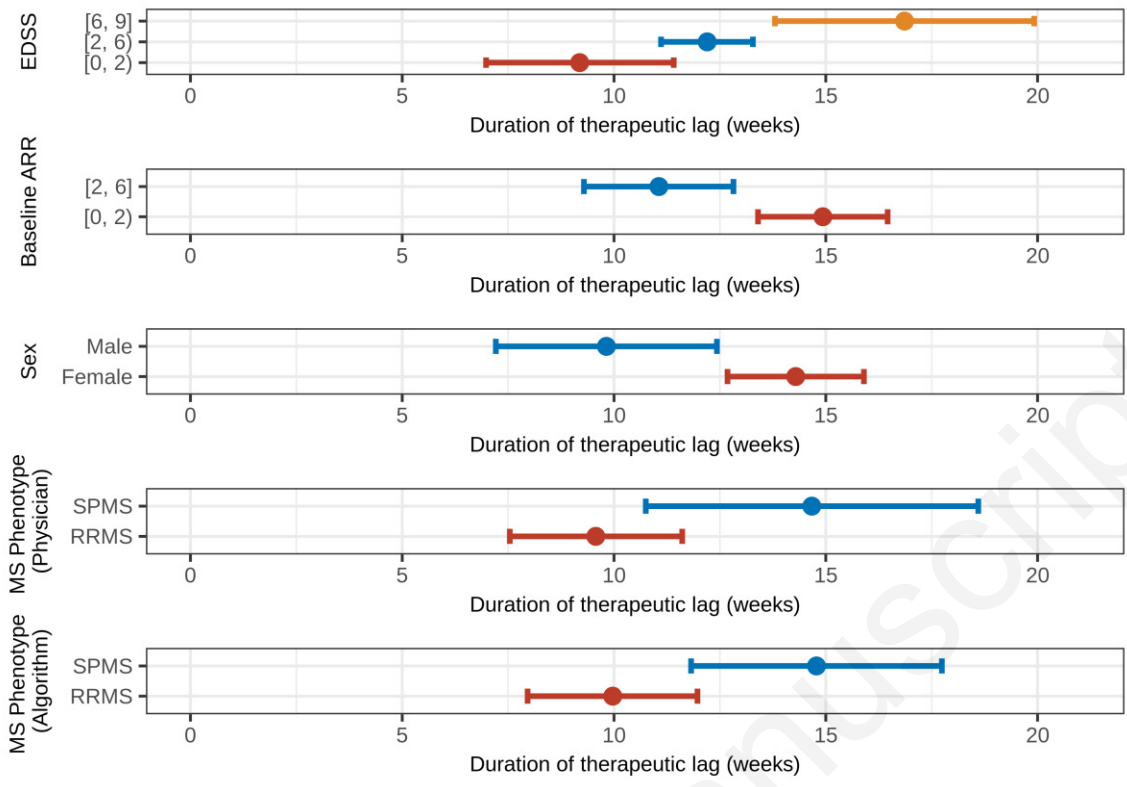 EDSS
[6, 9]
[2, 6)
[0, 2)
0 5 10 15 20
Duration of therapeutic lag (weeks)
Baseline ARR
[2, 6]
[0, 2)
0 5 10 15 20
Duration of therapeutic lag (weeks)
Sex
Male
Female
0 5 10 15 20
Duration of therapeutic lag (weeks)
MS Phenotype
(Physician)
SPMS
RRMS
0 5 10 15 20
Duration of therapeutic lag (weeks)
MS Phenotype
(Algorithm)
SPMS
RRMS
0 5 10 15 20
Duration of therapeutic lag (weeks)
nuscript